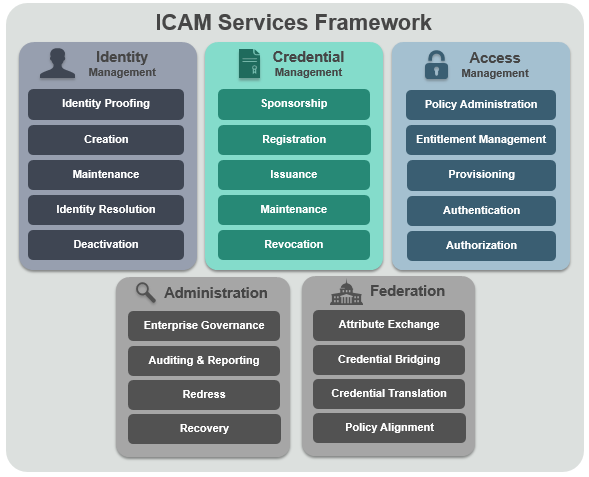 ICAM Services Framework
Identity
Management
Identity Proofing
Creation
Maintenance
Identity Resolution
Deactivation
Credential
Management
Sponsorship
Registration
Issuance
Maintenance
Revocation
Access
Management
Policy Administration
Entitlement Management
Provisioning
Authentication
Authorization
Administration
Enterprise Governance
Auditing & Reporting
Redress
Recovery
Federation
Attribute Exchange
Credential Bridging
Credential Translation
Policy Alignment